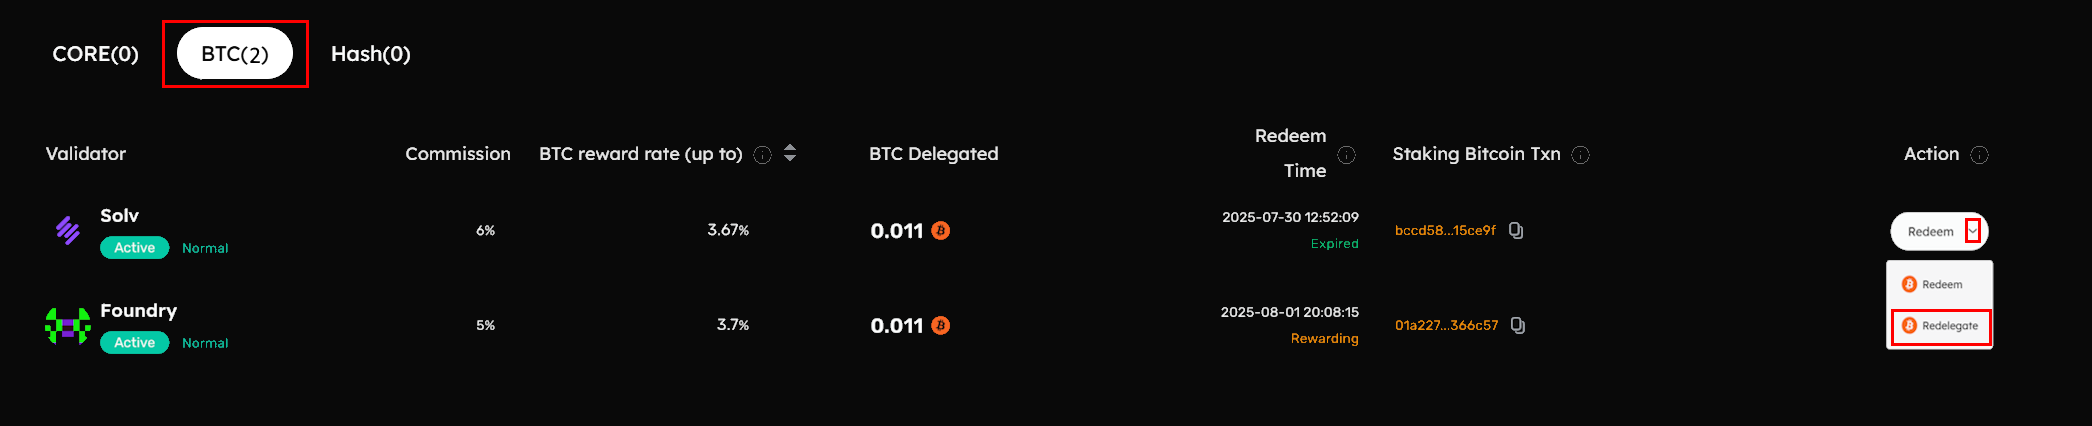 CORE(0) BTC(2) Hash(0)
Validator Commission BTC reward rate (up to) BTC Delegated Redeem Time Staking Bitcoin Txn Action
Solv 6% 3.67% 0.011 2025-07-30 12:52:09 bccd58...15ce9f Redeem
Active Normal Expired
Redeem
Foundry 5% 3.7% 0.011 2025-08-01 20:08:15 01a227...366c57 Redelegate
Active Normal Rewarding